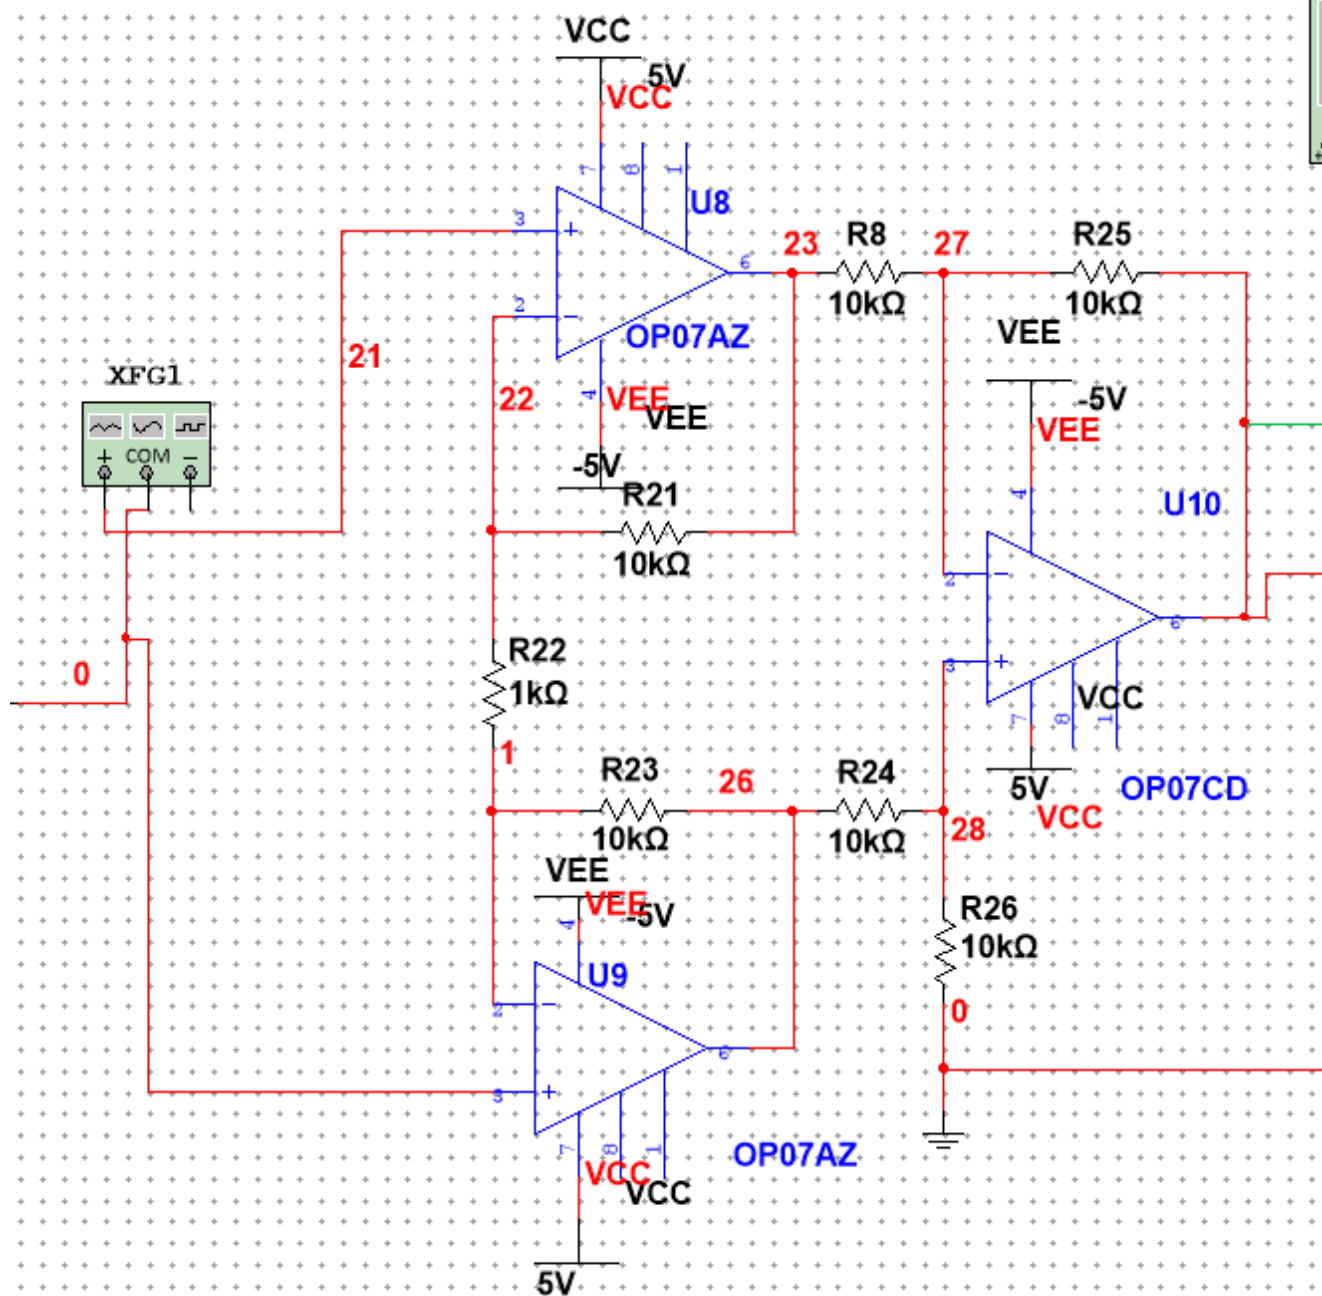 VCC
5V
VCC
7
8
1
U8
3
+
6
2
−
OP07AZ
4
VEE
VEE
-5V
23
R8
10kΩ
27
R25
10kΩ
VEE
-5V
VEE
4
U10
21
22
XFG1
+ COM −
R21
10kΩ
2
−
6
3
+
7
8
1
VCC
5V
VCC
OP07CD
0
R22
1kΩ
1
R23
10kΩ
26
R24
10kΩ
28
VEE
VEE
-5V
4
U9
R26
10kΩ
0
2
−
6
3
+
7
8
1
OP07AZ
VCC
VCC
5V
+